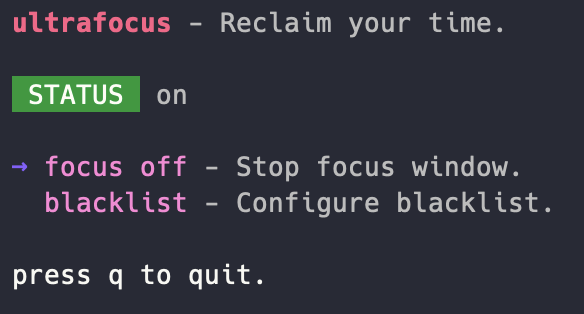 ultrafocus - Reclaim your time.
STATUS on
→ focus off - Stop focus window.
blacklist - Configure blacklist.
press q to quit.